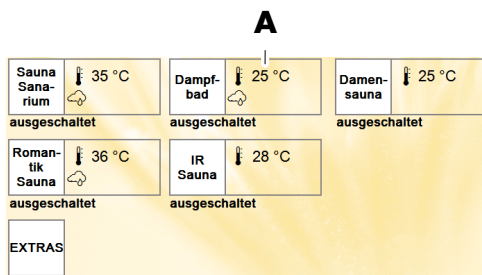 A
Sauna
Sana-
rium
35 °C
ausgeschaltet
Dampf-
bad
25 °C
ausgeschaltet
Damen-
sauna
25 °C
ausgeschaltet
Roman-
tik
Sauna
36 °C
ausgeschaltet
IR
Sauna
28 °C
ausgeschaltet
EXTRAS